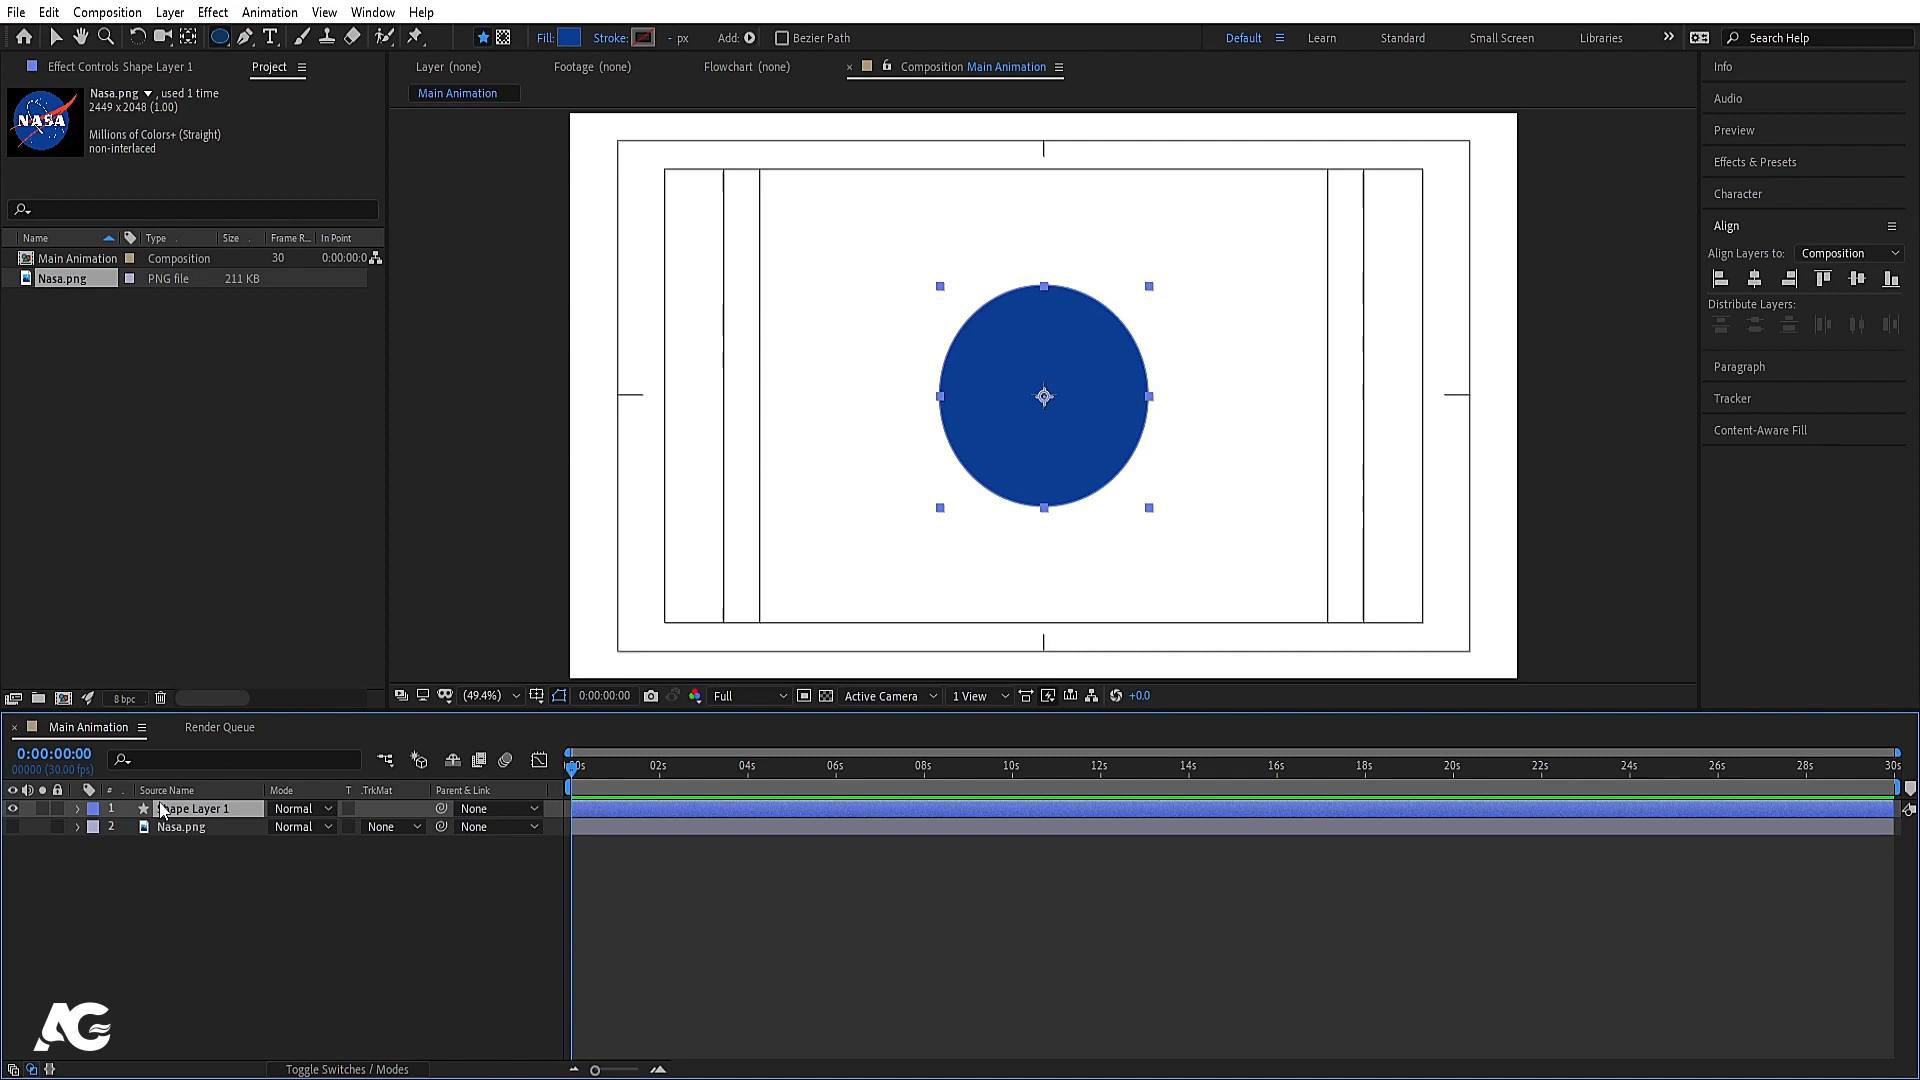 File Edit Composition Layer Effect Animation View Window Help
Fill: Stroke: - px Add: Bezier Path Default Learn Standard Small Screen Libraries Search Help
Effect Controls Shape Layer 1 Project Layer (none) Footage (none) Flowchart (none) Composition Main Animation Info
Main Animation
Nasa.png , used 1 time
2449 x 2048 (1.00)
Millions of Colors+ (Straight)
non-interlaced
NASA
Name Type Size Frame R... In Point
Main Animation Composition 30 0:00:00:0
Nasa.png PNG file 211 KB
Audio
Preview
Effects & Presets
Character
Align
Align Layers to: Composition
Distribute Layers:
Paragraph
Tracker
Content-Aware Fill
8 bpc (49.4%) 0:00:00:00 Full Active Camera 1 View +0.0
Main Animation Render Queue
0:00:00:00
00000 (30.00 fps)
02s 04s 06s 08s 10s 12s 14s 16s 18s 20s 22s 24s 26s 28s 30s
# Source Name Mode T .TrkMat Parent & Link
1 Shape Layer 1 Normal None
2 Nasa.png Normal None None
AG
Toggle Switches / Modes